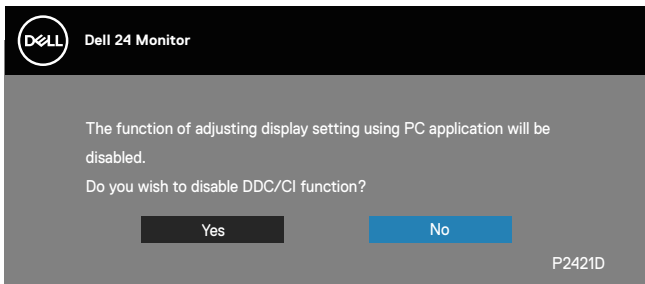 DELL
Dell 24 Monitor
The function of adjusting display setting using PC application will be
disabled.
Do you wish to disable DDC/CI function?
Yes
No
P2421D